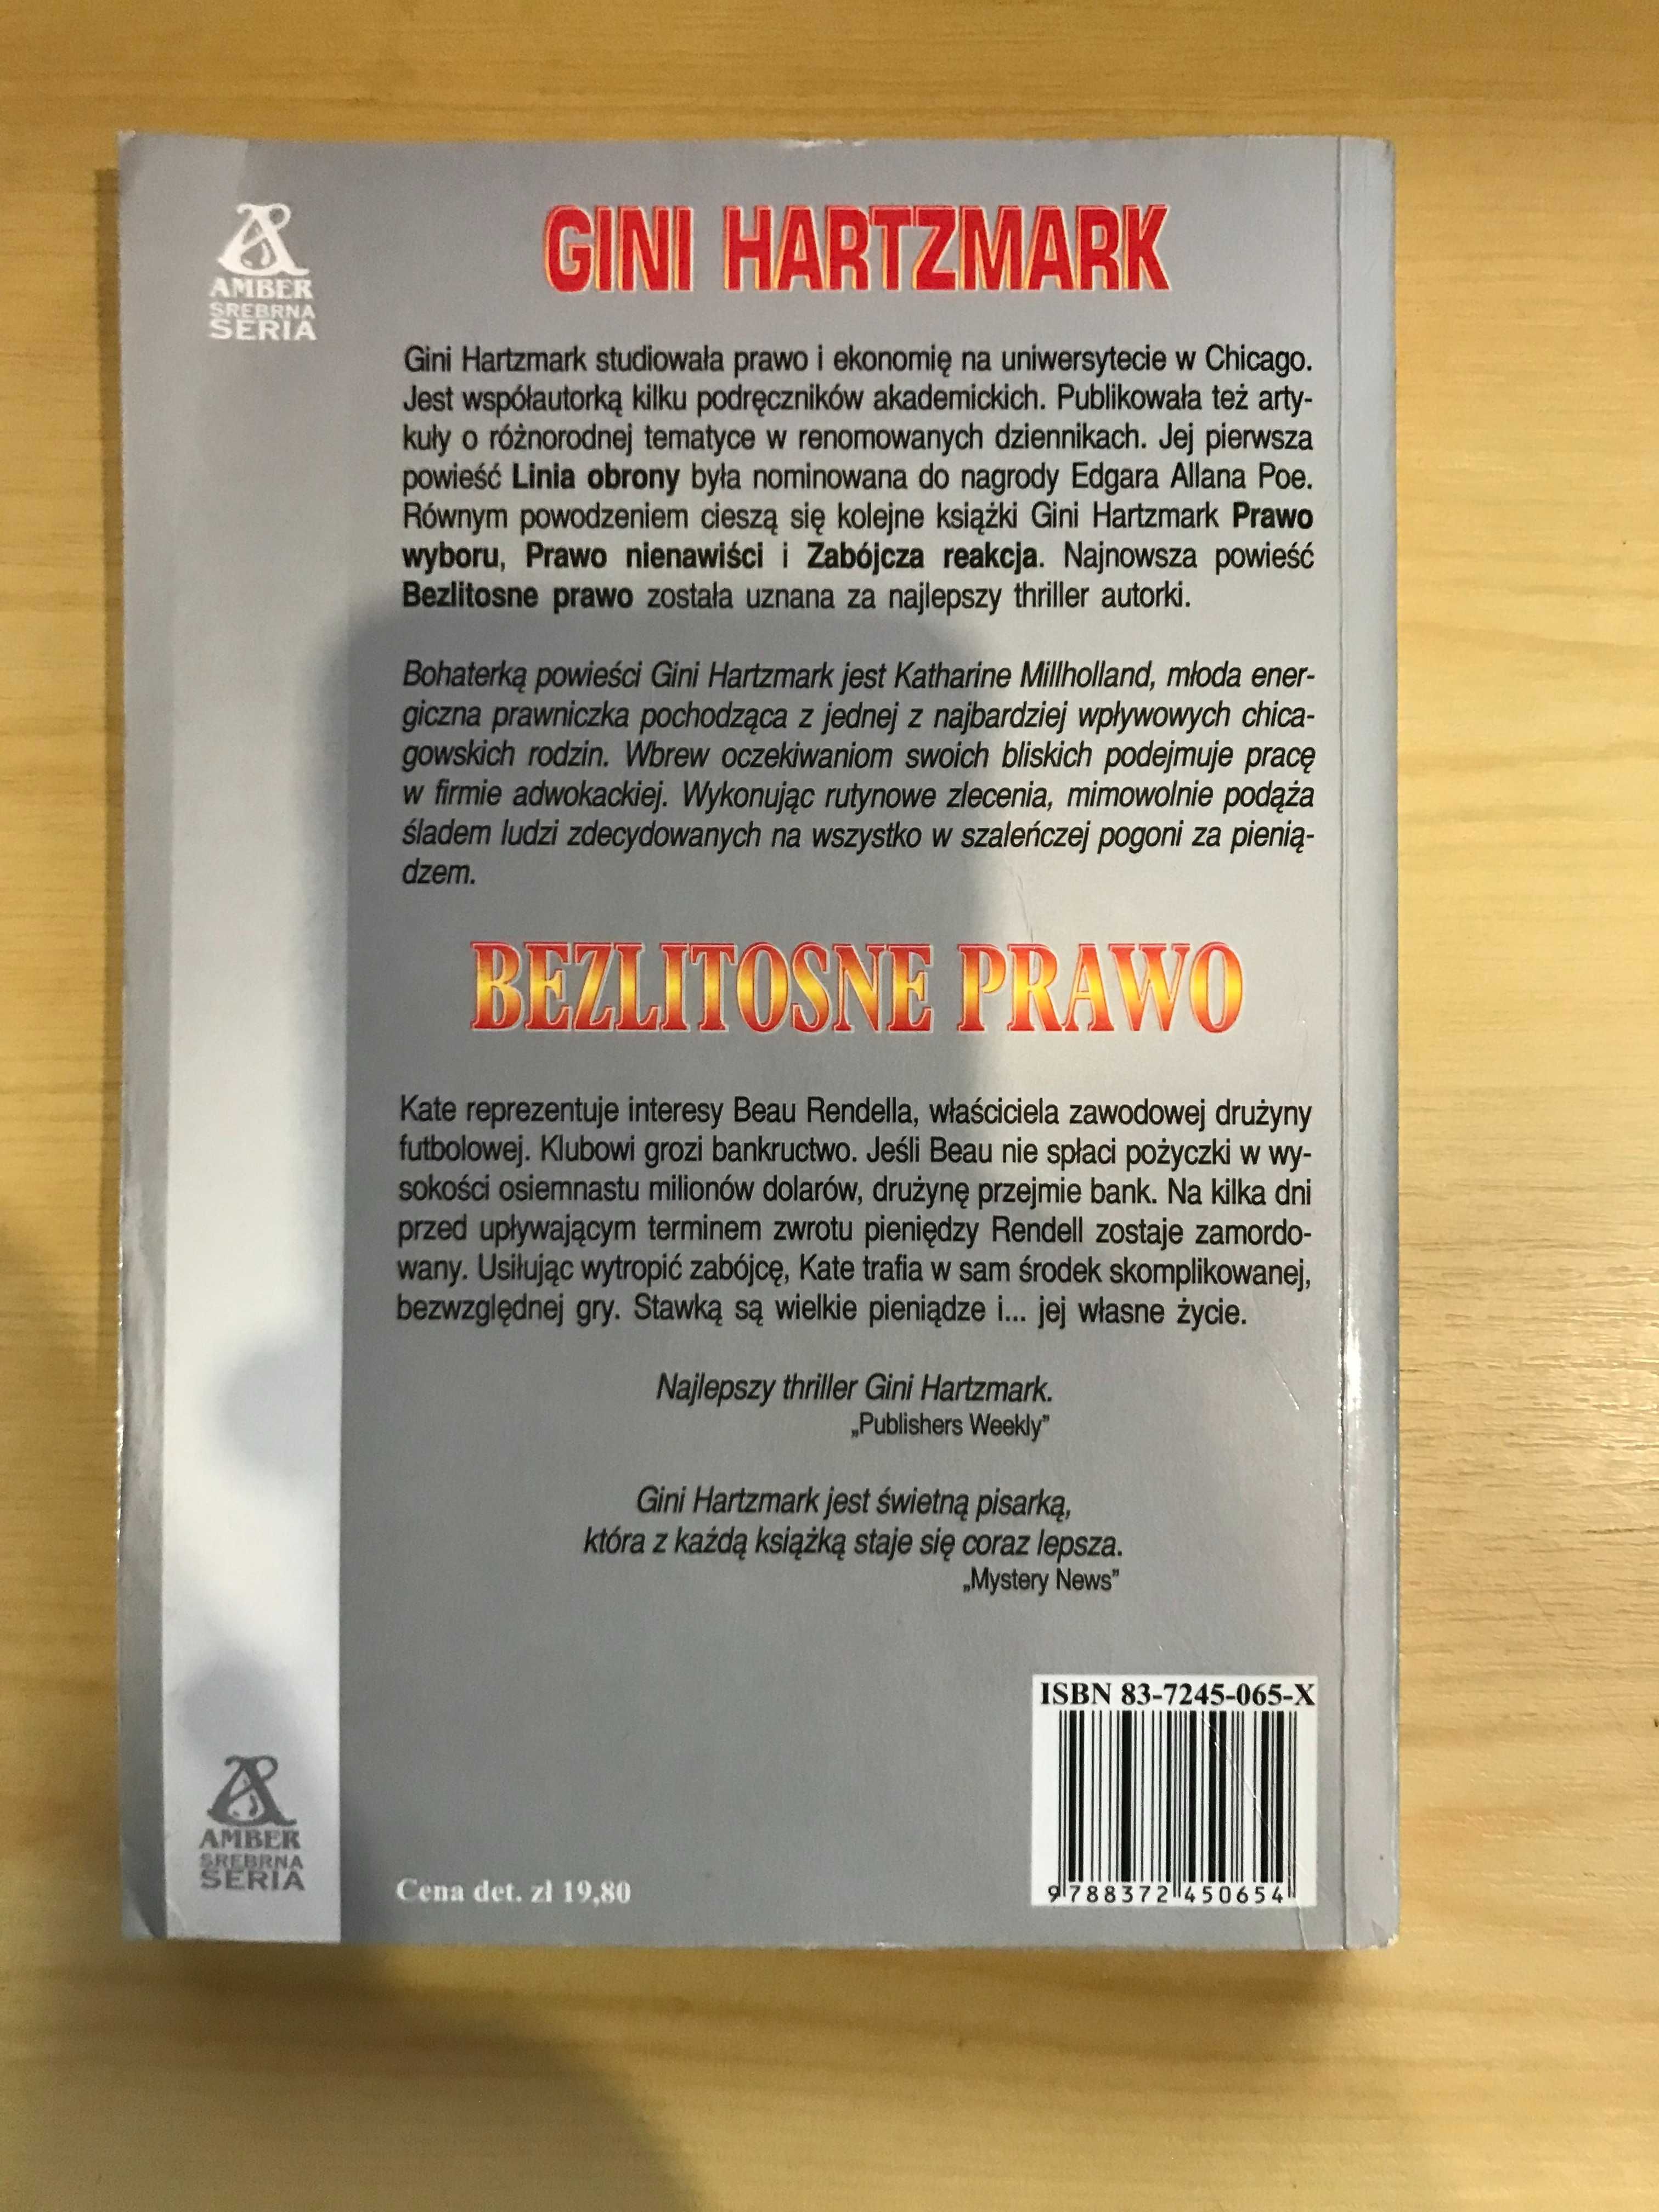 AMBER
SREBRNA
SERIA
GINI HARTZMARK
Gini Hartzmark studiowała prawo i ekonomię na uniwersytecie w Chicago.
Jest współautorką kilku podręczników akademickich. Publikowała też arty-
kuły o różnorodnej tematyce w renomowanych dziennikach. Jej pierwsza
powieść Linia obrony była nominowana do nagrody Edgara Allana Poe.
Równym powodzeniem cieszą się kolejne książki Gini Hartzmark Prawo
wyboru, Prawo nienawiści i Zabójcza reakcja. Najnowsza powieść
Bezlitosne prawo została uznana za najlepszy thriller autorki.
Bohaterką powieści Gini Hartzmark jest Katharine Millholland, młoda ener-
giczna prawniczka pochodząca z jednej z najbardziej wpływowych chica-
gowskich rodzin. Wbrew oczekiwaniom swoich bliskich podejmuje pracę
w firmie adwokackiej. Wykonując rutynowe zlecenia, mimowolnie podąża
śladem ludzi zdecydowanych na wszystko w szaleńczej pogoni za pienią-
dzem.
BEZLITOSNE PRAWO
Kate reprezentuje interesy Beau Rendella, właściciela zawodowej drużyny
futbolowej. Klubowi grozi bankructwo. Jeśli Beau nie spłaci pożyczki w wy-
sokości osiemnastu milionów dolarów, drużynę przejmie bank. Na kilka dni
przed upływającym terminem zwrotu pieniędzy Rendell zostaje zamordo-
wany. Usiłując wytropić zabójcę, Kate trafia w sam środek skomplikowanej,
bezwzględnej gry. Stawką są wielkie pieniądze i... jej własne życie.
Najlepszy thriller Gini Hartzmark.
„Publishers Weekly”
Gini Hartzmark jest świetną pisarką,
która z każdą książką staje się coraz lepsza.
„Mystery News”
ISBN 83-7245-065-X
9 788372 450654
AMBER
SREBRNA
SERIA
Cena det. zł 19,80